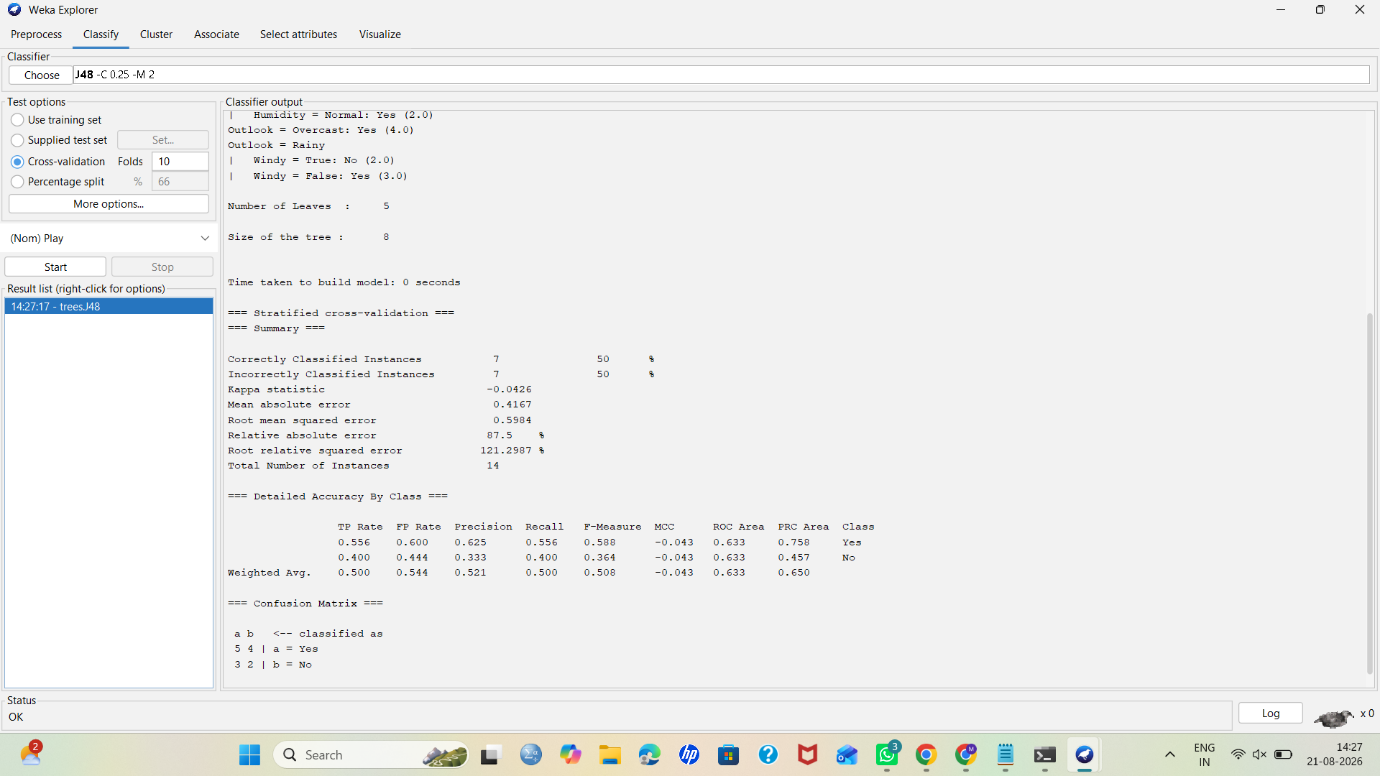 Weka Explorer
Preprocess Classify Cluster Associate Select attributes Visualize
Classifier
Choose J48 -C 0.25 -M 2
Test options
Use training set
Supplied test set Set...
Cross-validation Folds 10
Percentage split % 66
More options...
(Nom) Play
Start Stop
Result list (right-click for options)
14:27:17 - trees.J48
Classifier output
|   Humidity = Normal: Yes (2.0)
Outlook = Overcast: Yes (4.0)
Outlook = Rainy
|   Windy = True: No (2.0)
|   Windy = False: Yes (3.0)
Number of Leaves  :     5
Size of the tree :      8
Time taken to build model: 0 seconds
=== Stratified cross-validation ===
=== Summary ===
Correctly Classified Instances 7 50 %
Incorrectly Classified Instances 7 50 %
Kappa statistic -0.0426
Mean absolute error 0.4167
Root mean squared error 0.5984
Relative absolute error 87.5 %
Root relative squared error 121.2987 %
Total Number of Instances 14
=== Detailed Accuracy By Class ===
TP Rate FP Rate Precision Recall F-Measure MCC ROC Area PRC Area Class
0.556 0.600 0.625 0.556 0.588 -0.043 0.633 0.758 Yes
0.400 0.444 0.333 0.400 0.364 -0.043 0.633 0.457 No
Weighted Avg. 0.500 0.544 0.521 0.500 0.508 -0.043 0.633 0.650
=== Confusion Matrix ===
a b   <-- classified as
5 4 | a = Yes
3 2 | b = No
Status
OK
Log x 0
2
Search
hp
3
M
ENG
IN
14:27
21-08-2026